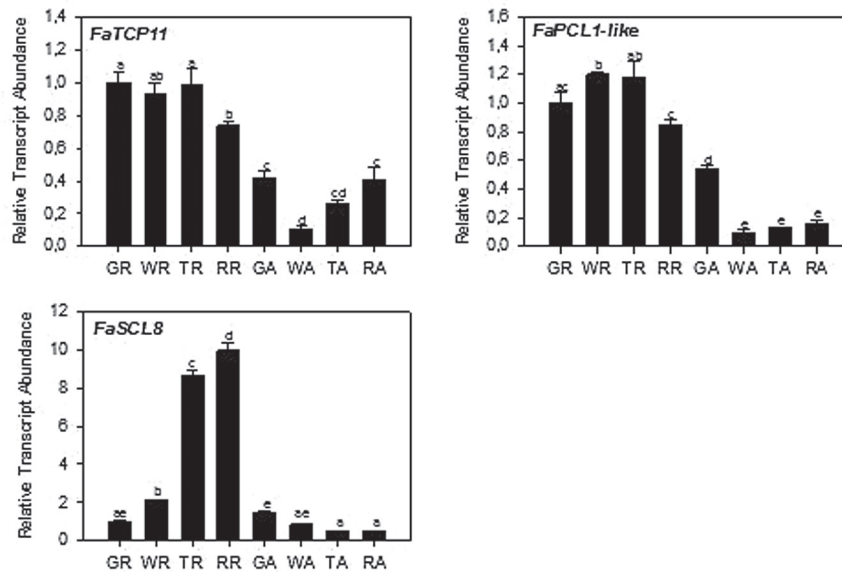 FaTCP11
Relative Transcript Abundance
1,4
1,2
1,0
0,8
0,6
0,4
0,2
0,0
a ab a b c d cd c
GR WR TR RR GA WA TA RA
FaPCL1-like
Relative Transcript Abundance
1,6
1,4
1,2
1,0
0,8
0,6
0,4
0,2
0,0
ac b ab c d e e e
GR WR TR RR GA WA TA RA
FaSCL8
Relative Transcript Abundance
12
10
8
6
4
2
0
ae b c d e ae a a
GR WR TR RR GA WA TA RA